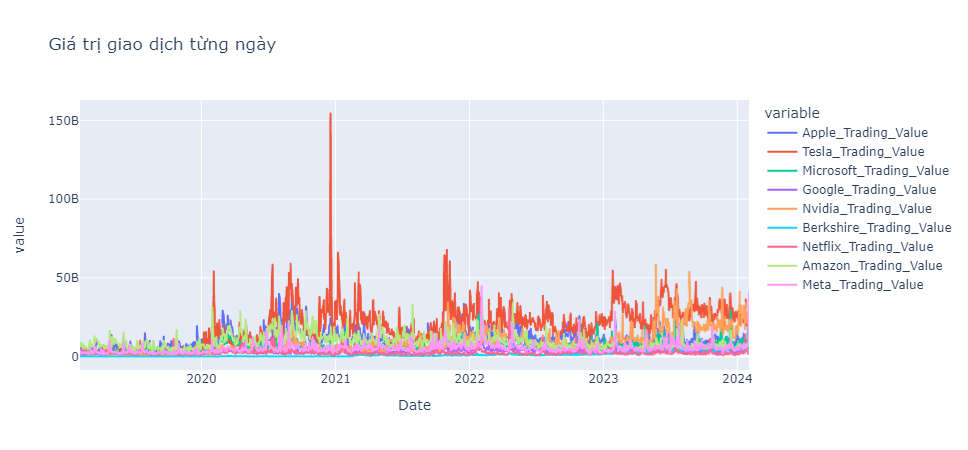 Giá trị giao dịch từng ngày
variable
Apple_Trading_Value
Tesla_Trading_Value
Microsoft_Trading_Value
Google_Trading_Value
Nvidia_Trading_Value
Berkshire_Trading_Value
Netflix_Trading_Value
Amazon_Trading_Value
Meta_Trading_Value
value
150B
100B
50B
0
2020 2021 2022 2023 2024
Date